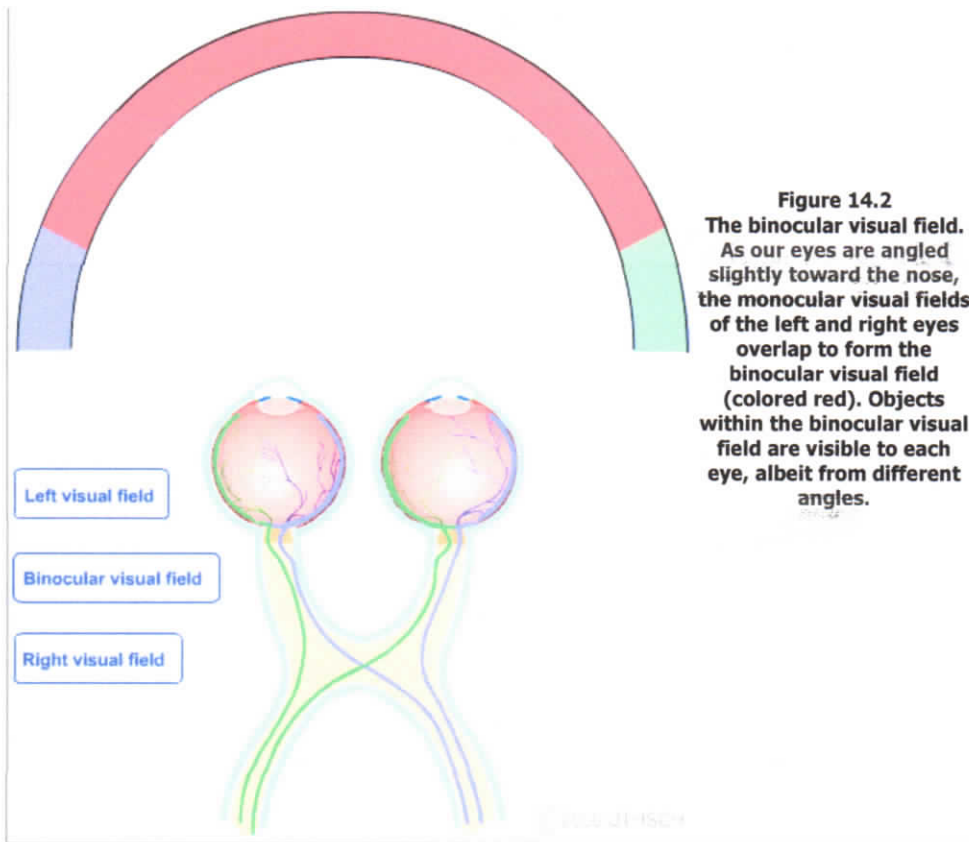 Figure 14.2
The binocular visual field.
As our eyes are angled
slightly toward the nose,
the monocular visual fields
of the left and right eyes
overlap to form the
binocular visual field
(colored red). Objects
within the binocular visual
field are visible to each
eye, albeit from different
angles.
Left visual field
Binocular visual field
Right visual field